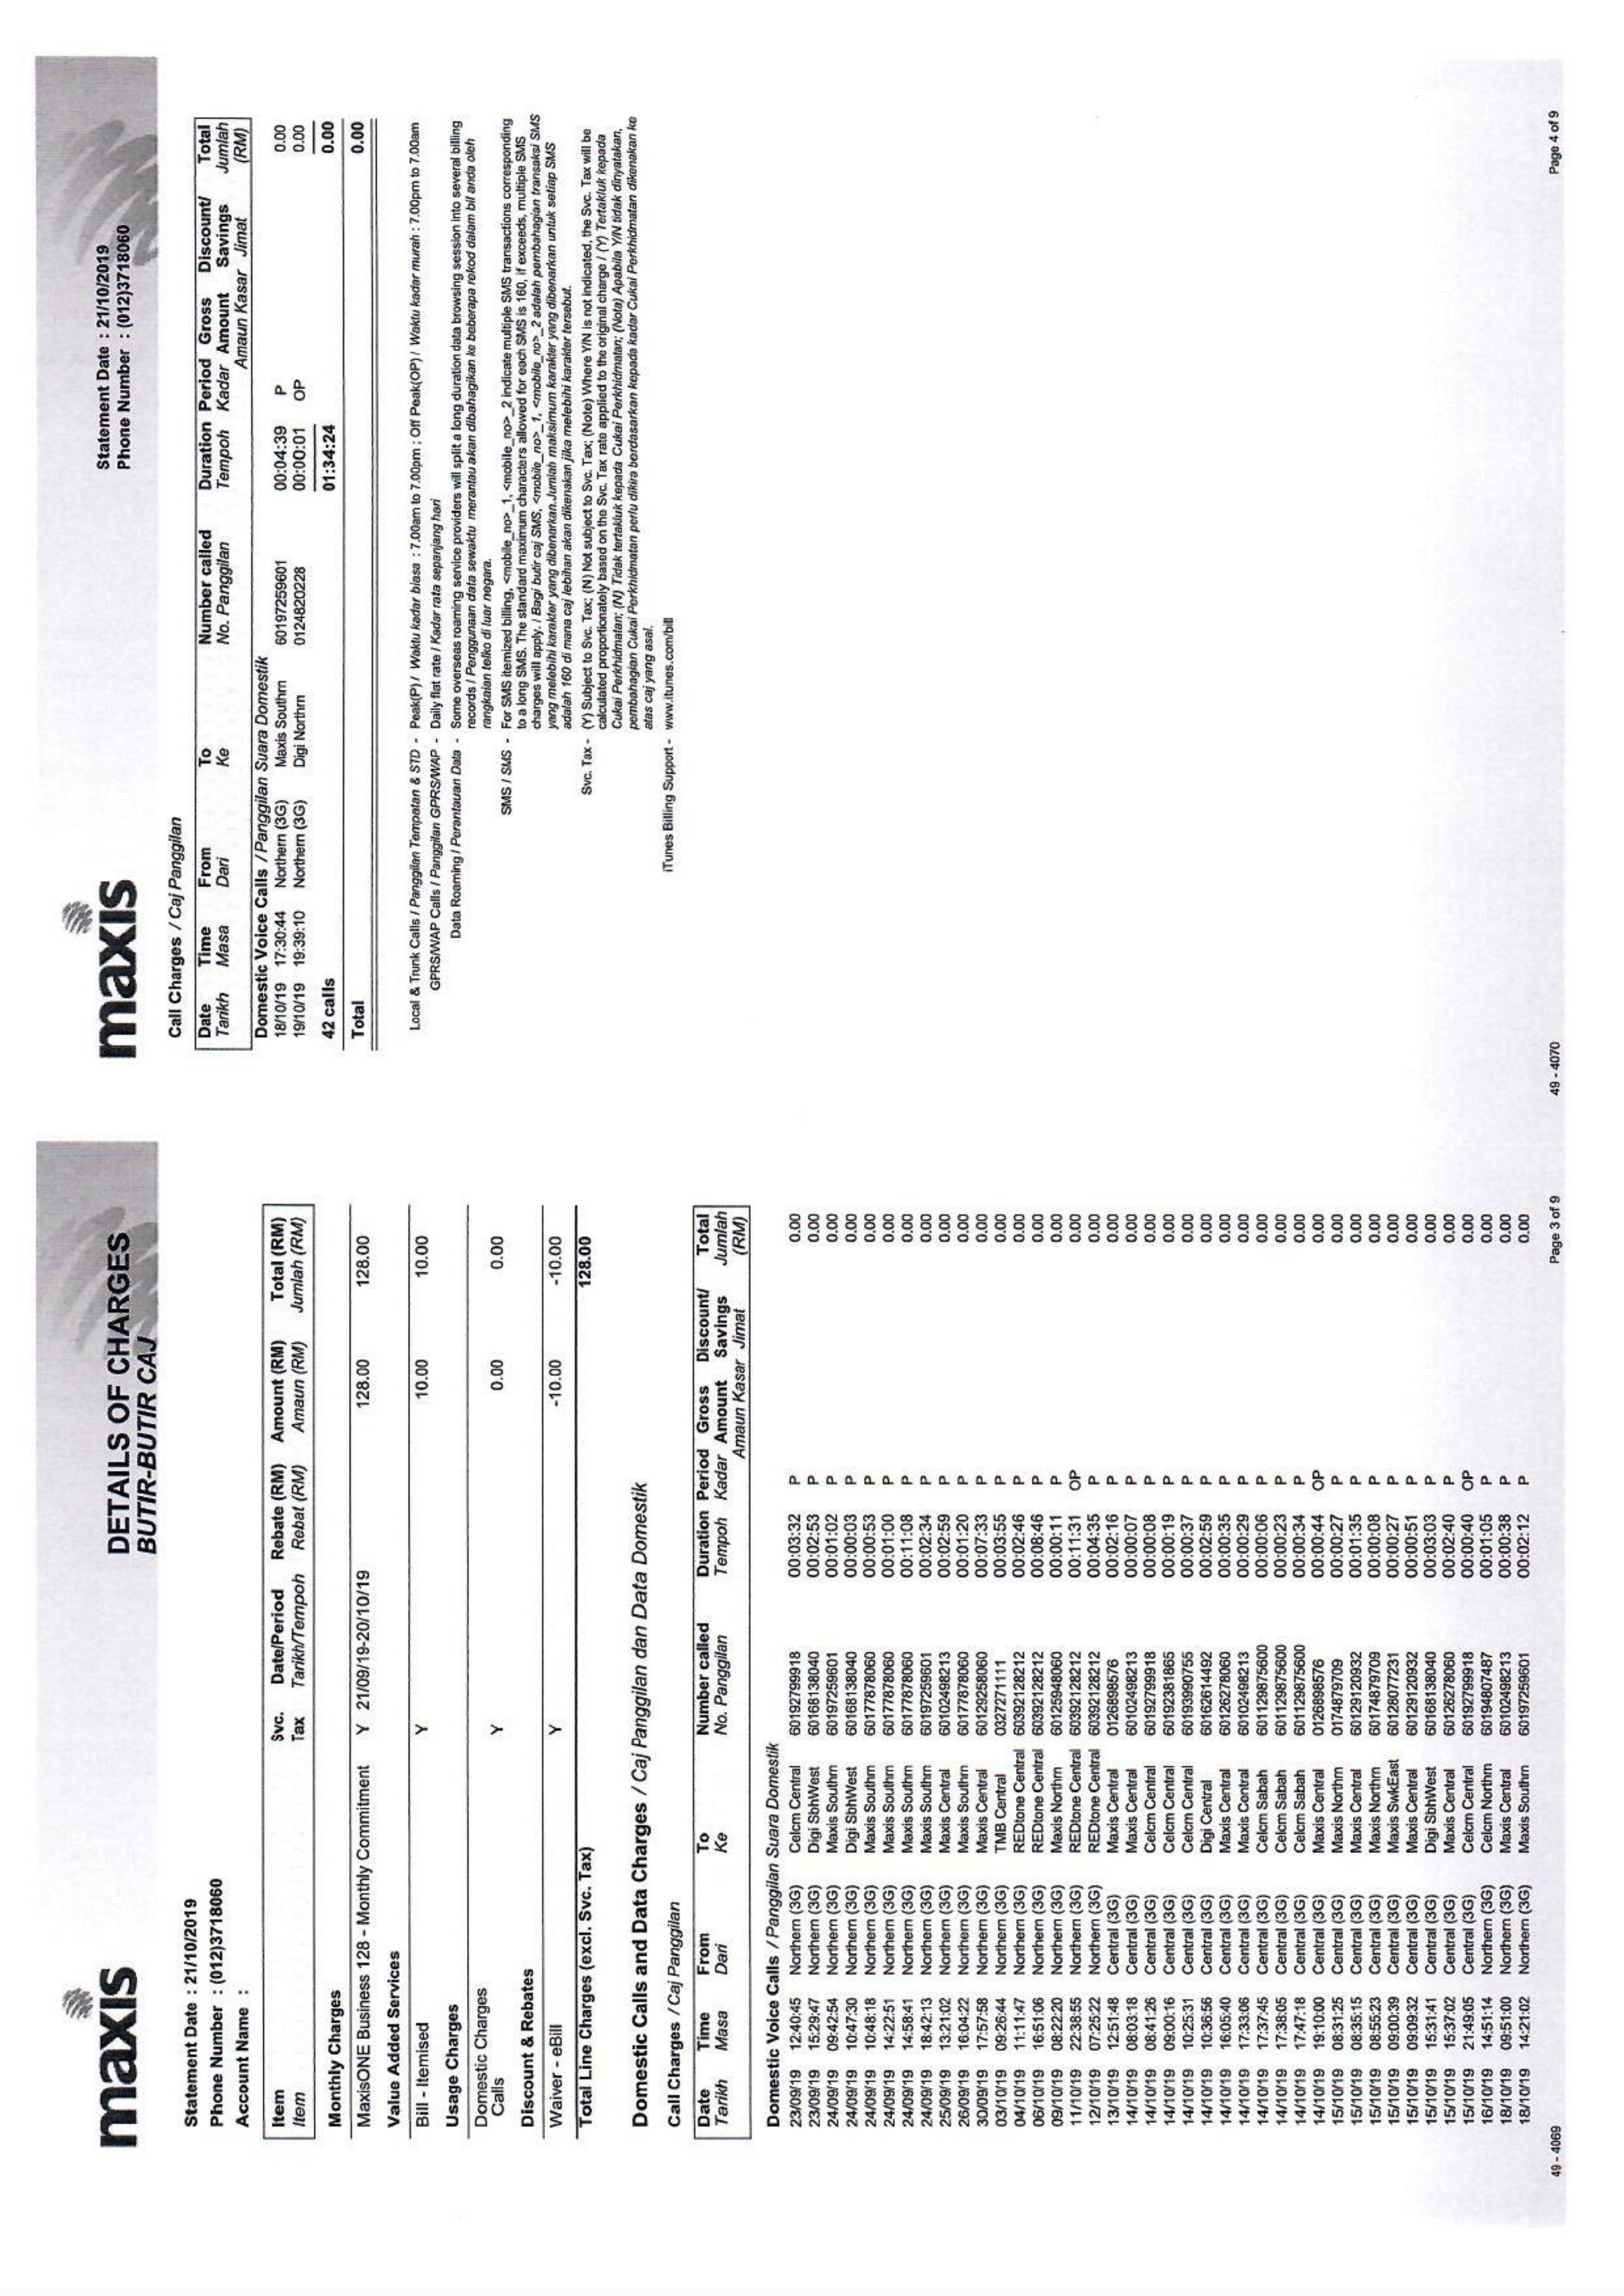 maxis
DETAILS OF CHARGES
BUTIR-BUTIR CAJ
Statement Date : 21/10/2019
Phone Number : (012)3718060
Account Name :
Item Svc. Tax Date/Period Rebate (RM) Amount (RM) Total (RM)
Item Tarikh/Tempoh Rebat (RM) Amaun (RM) Jumlah (RM)
Monthly Charges
MaxisONE Business 128 - Monthly Commitment Y 21/09/19-20/10/19 128.00 128.00
Value Added Services
Bill - Itemised Y 10.00 10.00
Usage Charges
Domestic Charges
Calls Y 0.00 0.00
Discount & Rebates
Waiver - eBill Y -10.00 -10.00
Total Line Charges (excl. Svc. Tax) 128.00
Domestic Calls and Data Charges / Caj Panggilan dan Data Domestik
Call Charges / Caj Panggilan
Date Time From To Number called Duration Period Gross Amount Discount/ Savings Total
Tarikh Masa Dari Ke No. Panggilan Tempoh Kadar Amaun Kasar Jimat Jumlah (RM)
Domestic Voice Calls / Panggilan Suara Domestik
23/09/19 12:40:45 Northern (3G) Celcm Central 60192799918 00:03:32 P 0.00
23/09/19 15:29:47 Northern (3G) Digi SbhWest 60168138040 00:02:53 P 0.00
24/09/19 09:42:54 Northern (3G) Maxis Southrn 60197259601 00:01:02 P 0.00
24/09/19 10:47:30 Northern (3G) Digi SbhWest 60168138040 00:00:03 P 0.00
24/09/19 10:48:18 Northern (3G) Maxis Southrn 60177878060 00:00:53 P 0.00
24/09/19 14:22:51 Northern (3G) Maxis Southrn 60177878060 00:01:00 P 0.00
24/09/19 14:58:41 Northern (3G) Maxis Southrn 60177878060 00:11:08 P 0.00
24/09/19 18:42:13 Northern (3G) Maxis Southrn 60197259601 00:02:34 P 0.00
25/09/19 13:21:02 Northern (3G) Maxis Central 60102498213 00:02:59 P 0.00
26/09/19 16:04:22 Northern (3G) Maxis Southrn 60177878060 00:01:20 P 0.00
30/09/19 17:57:58 Northern (3G) Maxis Central 60129258060 00:07:33 P 0.00
03/10/19 09:26:44 Northern (3G) TMB Central 0327271111 00:03:55 P 0.00
04/10/19 11:11:47 Northern (3G) REDtone Central 60392128212 00:02:46 P 0.00
06/10/19 16:51:06 Northern (3G) REDtone Central 60392128212 00:08:46 P 0.00
09/10/19 08:22:20 Northern (3G) Maxis Northrn 60125948060 00:00:11 P 0.00
11/10/19 22:38:55 Northern (3G) REDtone Central 60392128212 00:11:31 OP 0.00
12/10/19 07:25:22 Northern (3G) REDtone Central 60392128212 00:04:35 P 0.00
13/10/19 12:51:48 Central (3G) Maxis Central 0126898576 00:02:16 P 0.00
14/10/19 08:03:18 Central (3G) Maxis Central 60102498213 00:00:07 P 0.00
14/10/19 08:41:26 Central (3G) Celcm Central 60192799918 00:00:08 P 0.00
14/10/19 09:00:16 Central (3G) Celcm Central 60192381865 00:00:19 P 0.00
14/10/19 10:25:31 Central (3G) Celcm Central 60193990755 00:00:37 P 0.00
14/10/19 10:36:56 Central (3G) Digi Central 60162614492 00:02:59 P 0.00
14/10/19 16:05:40 Central (3G) Maxis Central 60126278060 00:00:35 P 0.00
14/10/19 17:33:06 Central (3G) Maxis Central 60102498213 00:00:29 P 0.00
14/10/19 17:37:45 Central (3G) Celcm Sabah 601129875600 00:00:06 P 0.00
14/10/19 17:38:05 Central (3G) Celcm Sabah 601129875600 00:00:23 P 0.00
14/10/19 17:47:18 Central (3G) Celcm Sabah 601129875600 00:00:34 P 0.00
14/10/19 19:10:00 Central (3G) Maxis Central 0126898576 00:00:44 OP 0.00
15/10/19 08:31:25 Central (3G) Maxis Northrn 0174879709 00:00:27 P 0.00
15/10/19 08:35:15 Central (3G) Maxis Central 60129120932 00:01:35 P 0.00
15/10/19 08:55:23 Central (3G) Maxis Northrn 60174879709 00:00:08 P 0.00
15/10/19 09:00:39 Central (3G) Maxis SwkEast 60128077231 00:00:27 P 0.00
15/10/19 09:09:32 Central (3G) Maxis Central 60129120932 00:00:51 P 0.00
15/10/19 15:31:41 Central (3G) Digi SbhWest 60168138040 00:03:03 P 0.00
15/10/19 15:37:02 Central (3G) Maxis Central 60126278060 00:02:40 P 0.00
15/10/19 21:49:05 Central (3G) Celcm Central 60192799918 00:00:40 OP 0.00
16/10/19 14:51:14 Northern (3G) Celcm Northrn 60194807487 00:01:05 P 0.00
18/10/19 09:51:00 Northern (3G) Maxis Central 60102498213 00:00:38 P 0.00
18/10/19 14:21:02 Northern (3G) Maxis Southrn 60197259601 00:02:12 P 0.00
49 - 4069 Page 3 of 9
maxis
Statement Date : 21/10/2019
Phone Number : (012)3718060
Call Charges / Caj Panggilan
Date Time From To Number called Duration Period Gross Amount Discount/ Savings Total
Tarikh Masa Dari Ke No. Panggilan Tempoh Kadar Amaun Kasar Jimat Jumlah (RM)
Domestic Voice Calls / Panggilan Suara Domestik
18/10/19 17:30:44 Northern (3G) Maxis Southrn 60197259601 00:04:39 P 0.00
19/10/19 19:39:10 Northern (3G) Digi Northrn 0124820228 00:00:01 OP 0.00
42 calls 01:34:24 0.00
Total 0.00
Local & Trunk Calls / Panggilan Tempatan & STD - Peak(P) / Waktu kadar biasa : 7.00am to 7.00pm ; Off Peak(OP) / Waktu kadar murah : 7.00pm to 7.00am
GPRS/WAP Calls / Panggilan GPRS/WAP - Daily flat rate / Kadar rata sepanjang hari
Data Roaming / Perantauan Data - Some overseas roaming service providers will split a long duration data browsing session into several billing
records / Penggunaan data sewaktu merantau akan dibahagikan ke beberapa rekod dalam bil anda oleh
rangkaian telko di luar negara.
SMS / SMS - For SMS itemized billing, <mobile_no>_1, <mobile_no>_2 indicate multiple SMS transactions corresponding
to a long SMS. The standard maximum characters allowed for each SMS is 160, if exceeds, multiple SMS
charges will apply. / Bagi butir caj SMS, <mobile_no>_1, <mobile_no>_2 adalah pembahagian transaksi SMS
yang melebihi karakter yang dibenarkan.Jumlah maksimum karakter yang dibenarkan untuk setiap SMS
adalah 160 di mana caj lebihan akan dikenakan jika melebihi karakter tersebut.
Svc. Tax - (Y) Subject to Svc. Tax; (N) Not subject to Svc. Tax; (Note) Where Y/N is not indicated, the Svc. Tax will be
calculated proportionately based on the Svc. Tax rate applied to the original charge / (Y) Tertakluk kepada
Cukai Perkhidmatan; (N) Tidak tertakluk kepada Cukai Perkhidmatan; (Nota) Apabila Y/N tidak dinyatakan,
pembahagian Cukai Perkhidmatan perlu dikira berdasarkan kepada kadar Cukai Perkhidmatan dikenakan ke
atas caj yang asal.
iTunes Billing Support - www.itunes.com/bill
49 - 4070 Page 4 of 9